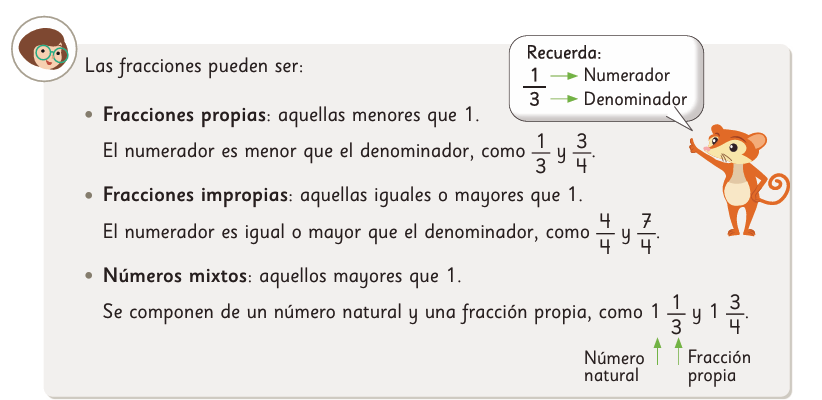 Las fracciones pueden ser:
Recuerda:
1/3
Numerador
Denominador
• Fracciones propias: aquellas menores que 1.
El numerador es menor que el denominador, como 1/3 y 3/4.
• Fracciones impropias: aquellas iguales o mayores que 1.
El numerador es igual o mayor que el denominador, como 4/4 y 7/4.
• Números mixtos: aquellos mayores que 1.
Se componen de un número natural y una fracción propia, como 1 1/3 y 1 3/4.
Número
natural
Fracción
propia